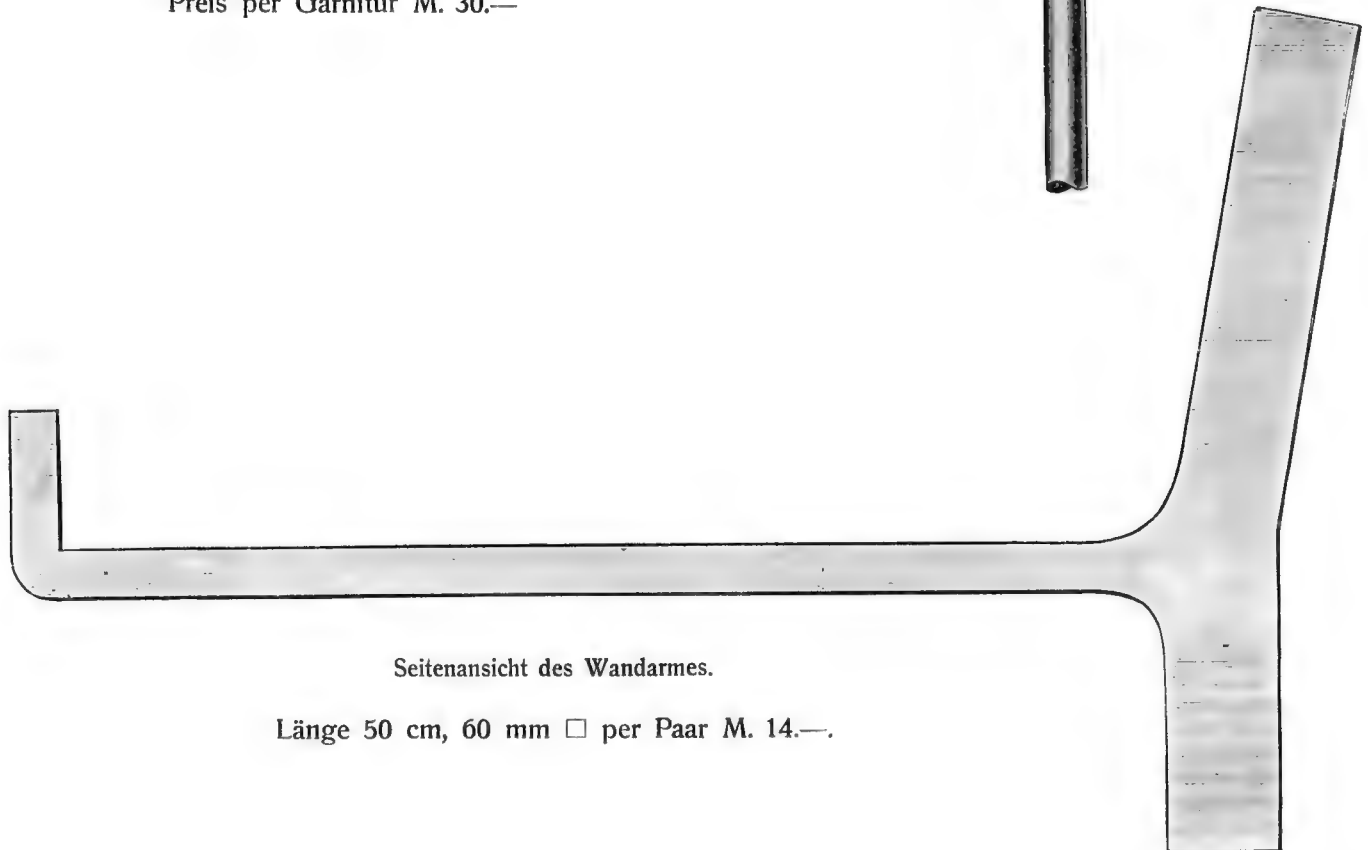 Preis per Garnitur M. 30.—
Seitenansicht des Wandarmes.
Länge 50 cm, 60 mm □ per Paar M. 14.—.